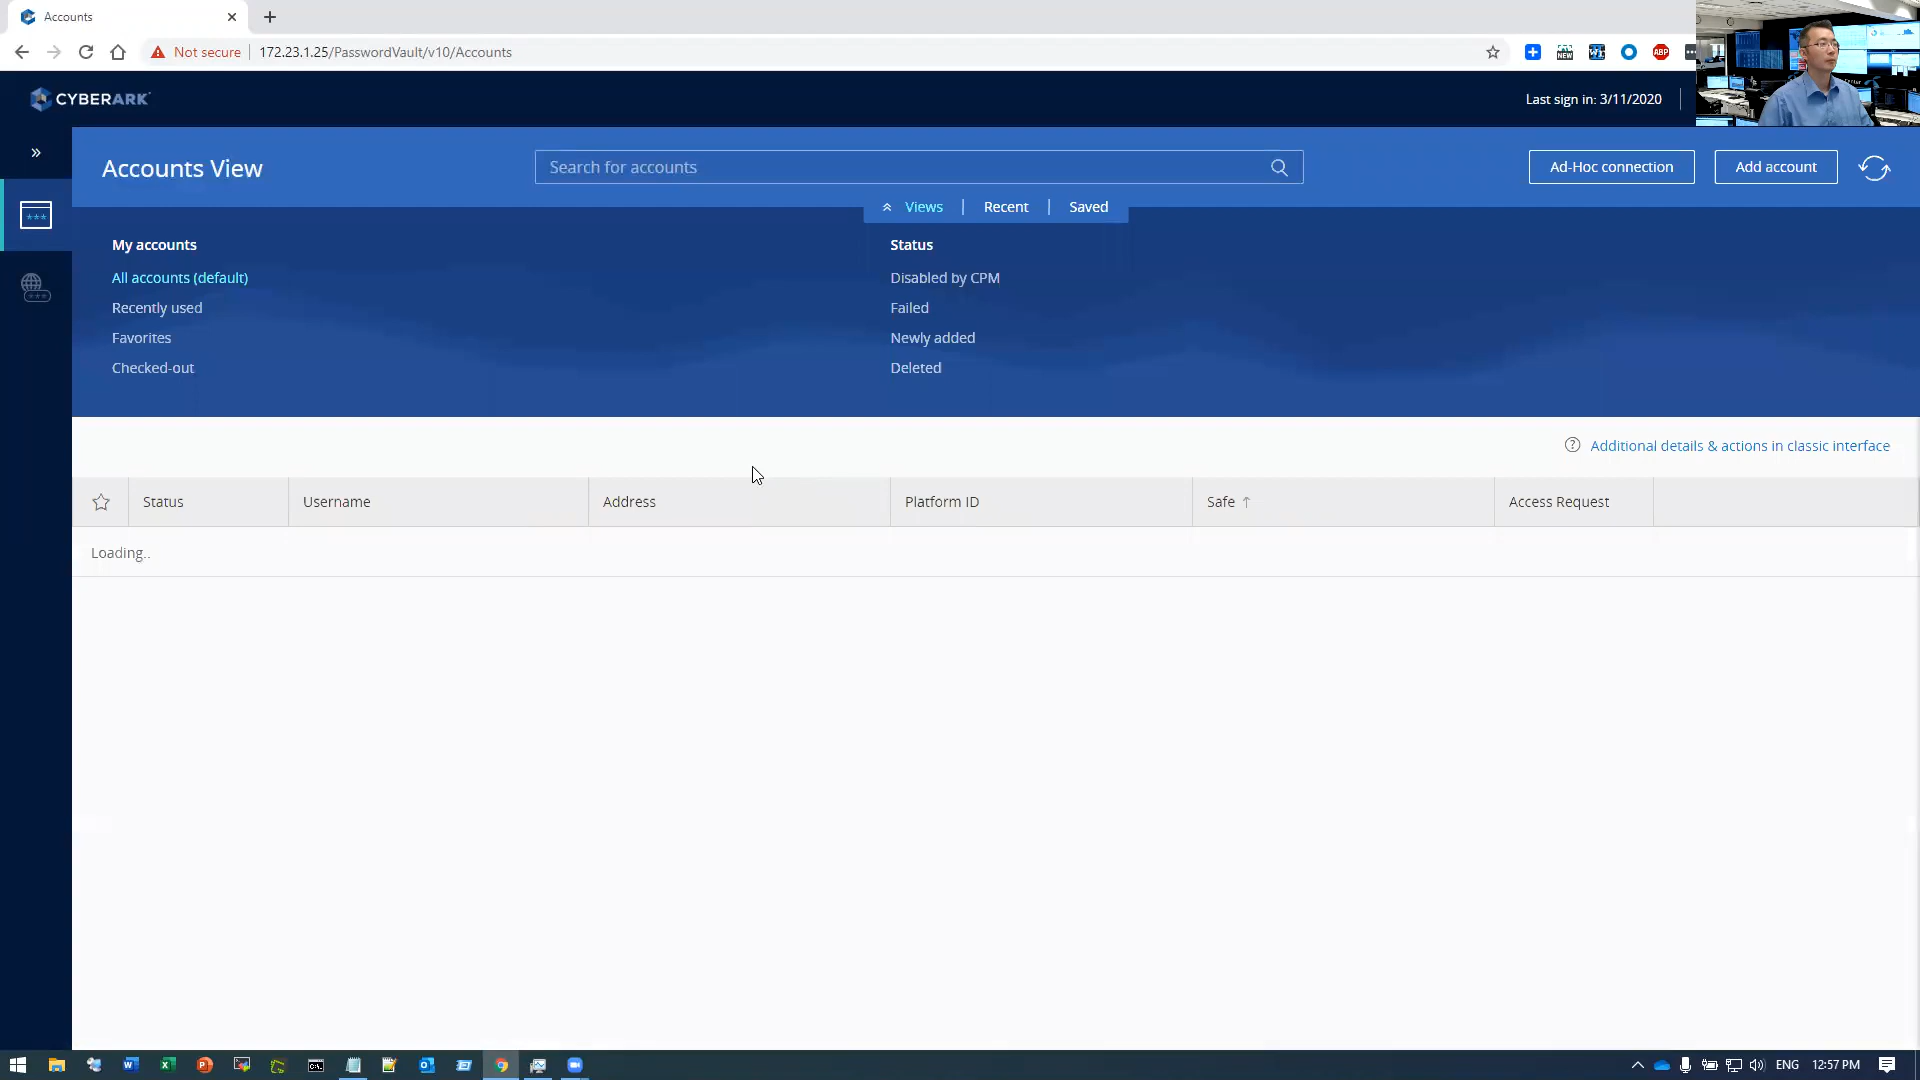 Accounts
Not secure
172.23.1.25/PasswordVault/v10/Accounts
NEW
ABP
CYBERARK
Last sign in: 3/11/2020
Accounts View
Search for accounts
Ad-Hoc connection
Add account
Views
Recent
Saved
My accounts
All accounts (default)
Recently used
Favorites
Checked-out
Status
Disabled by CPM
Failed
Newly added
Deleted
Additional details & actions in classic interface
Status
Username
Address
Platform ID
Safe
Access Request
Loading..
ENG
12:57 PM